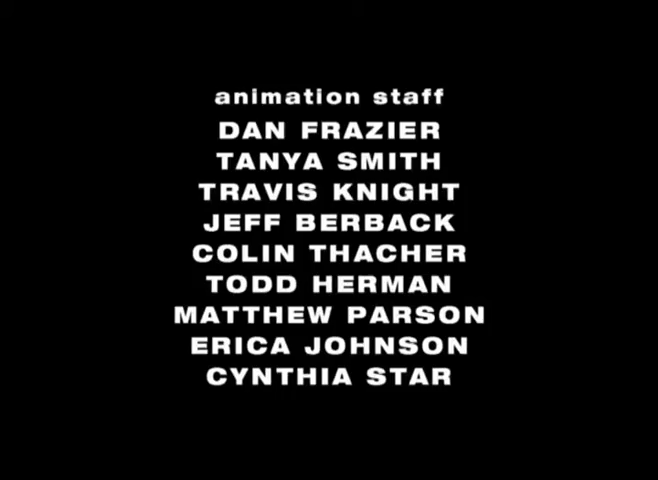 animation staff
DAN FRAZIER
TANYA SMITH
TRAVIS KNIGHT
JEFF BERBACK
COLIN THACHER
TODD HERMAN
MATTHEW PARSON
ERICA JOHNSON
CYNTHIA STAR